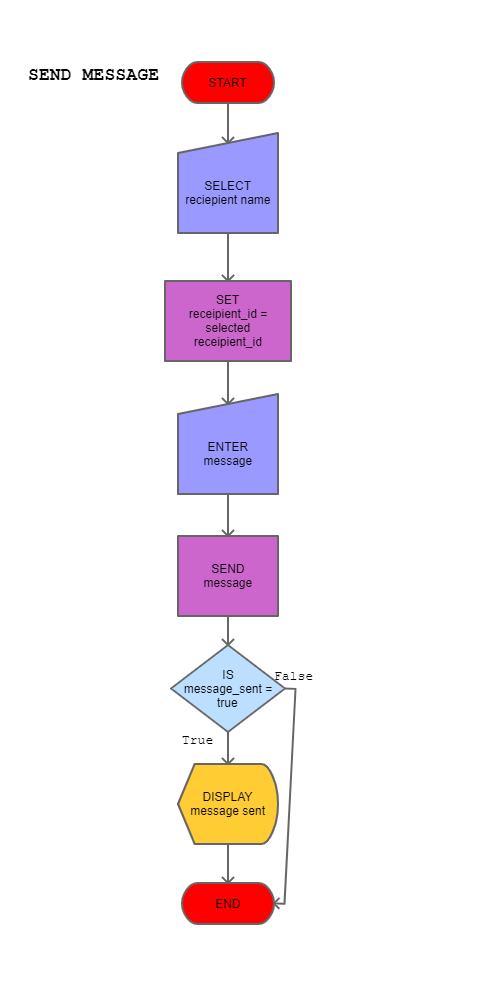 SEND MESSAGE
START
SELECT
reciepient name
SET
receipient_id =
selected
receipient_id
ENTER
message
SEND
message
IS
message_sent =
true
False
True
DISPLAY
message sent
END